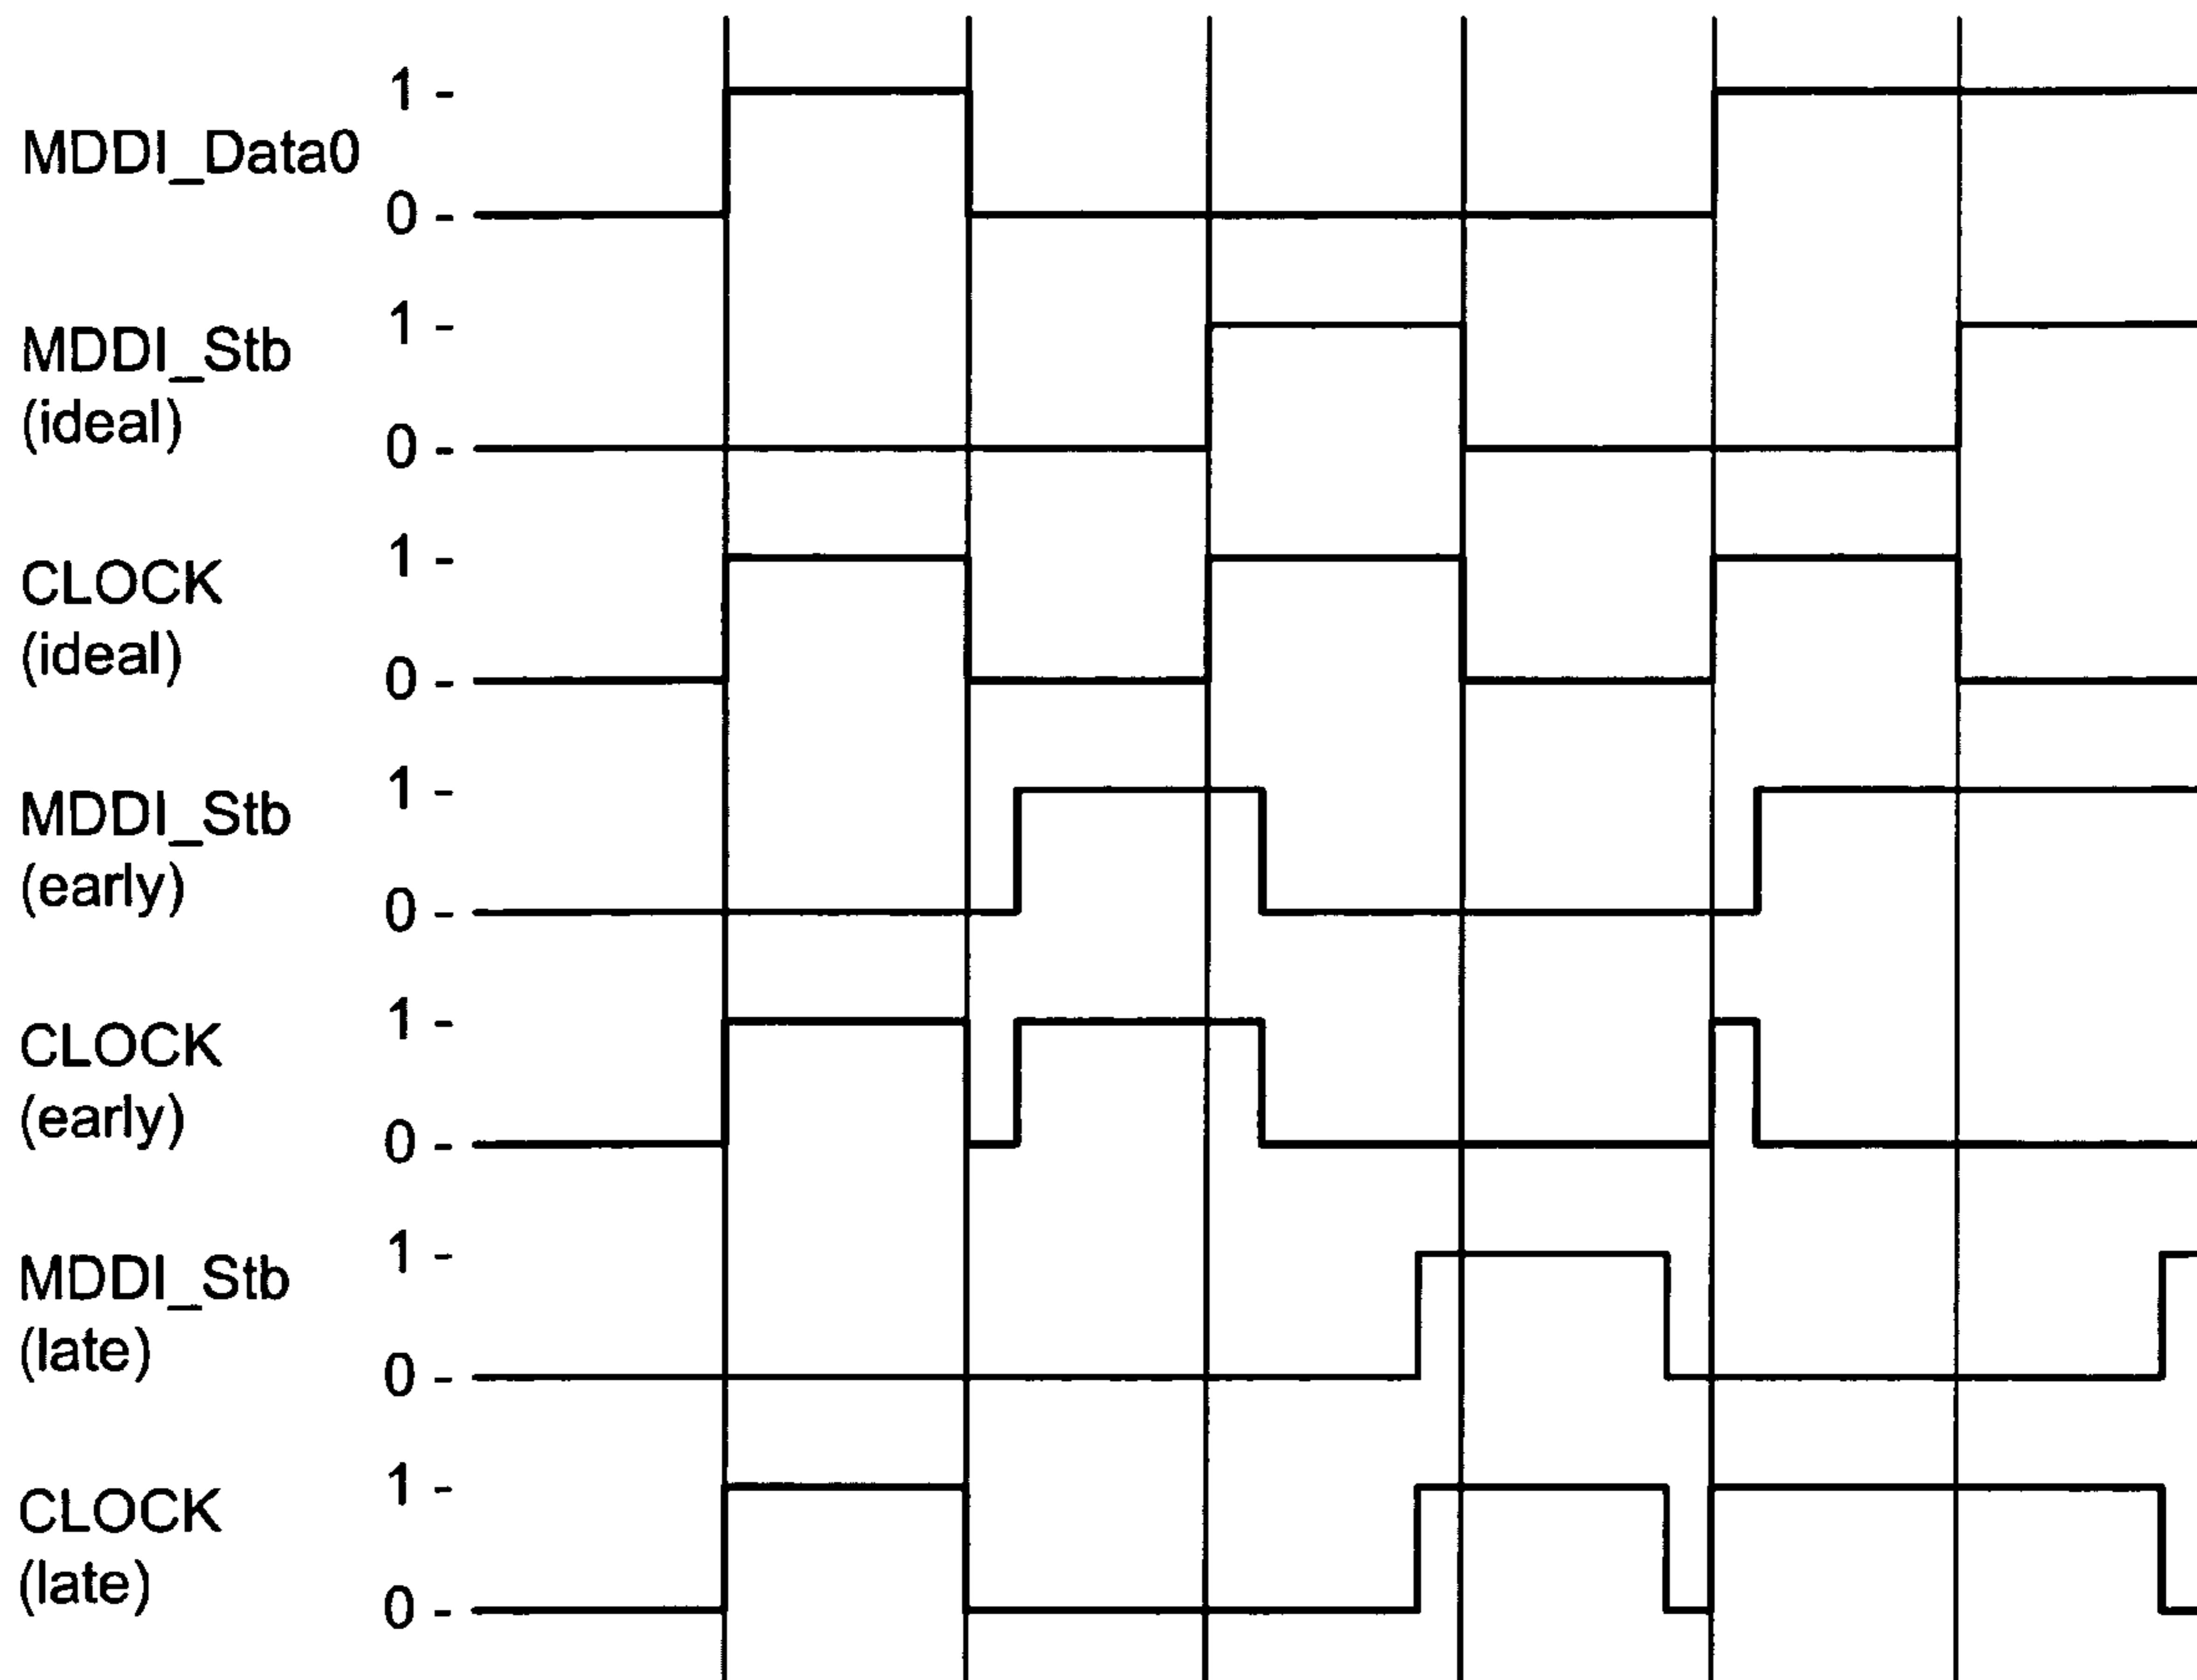 1 -
MDDI_Data0
0 -
1 -
MDDI_Stb
(ideal)
0 -
1 -
CLOCK
(ideal)
0 -
1 -
MDDI_Stb
(early)
0 -
1 -
CLOCK
(early)
0 -
1 -
MDDI_Stb
(late)
0 -
1 -
CLOCK
(late)
0 -